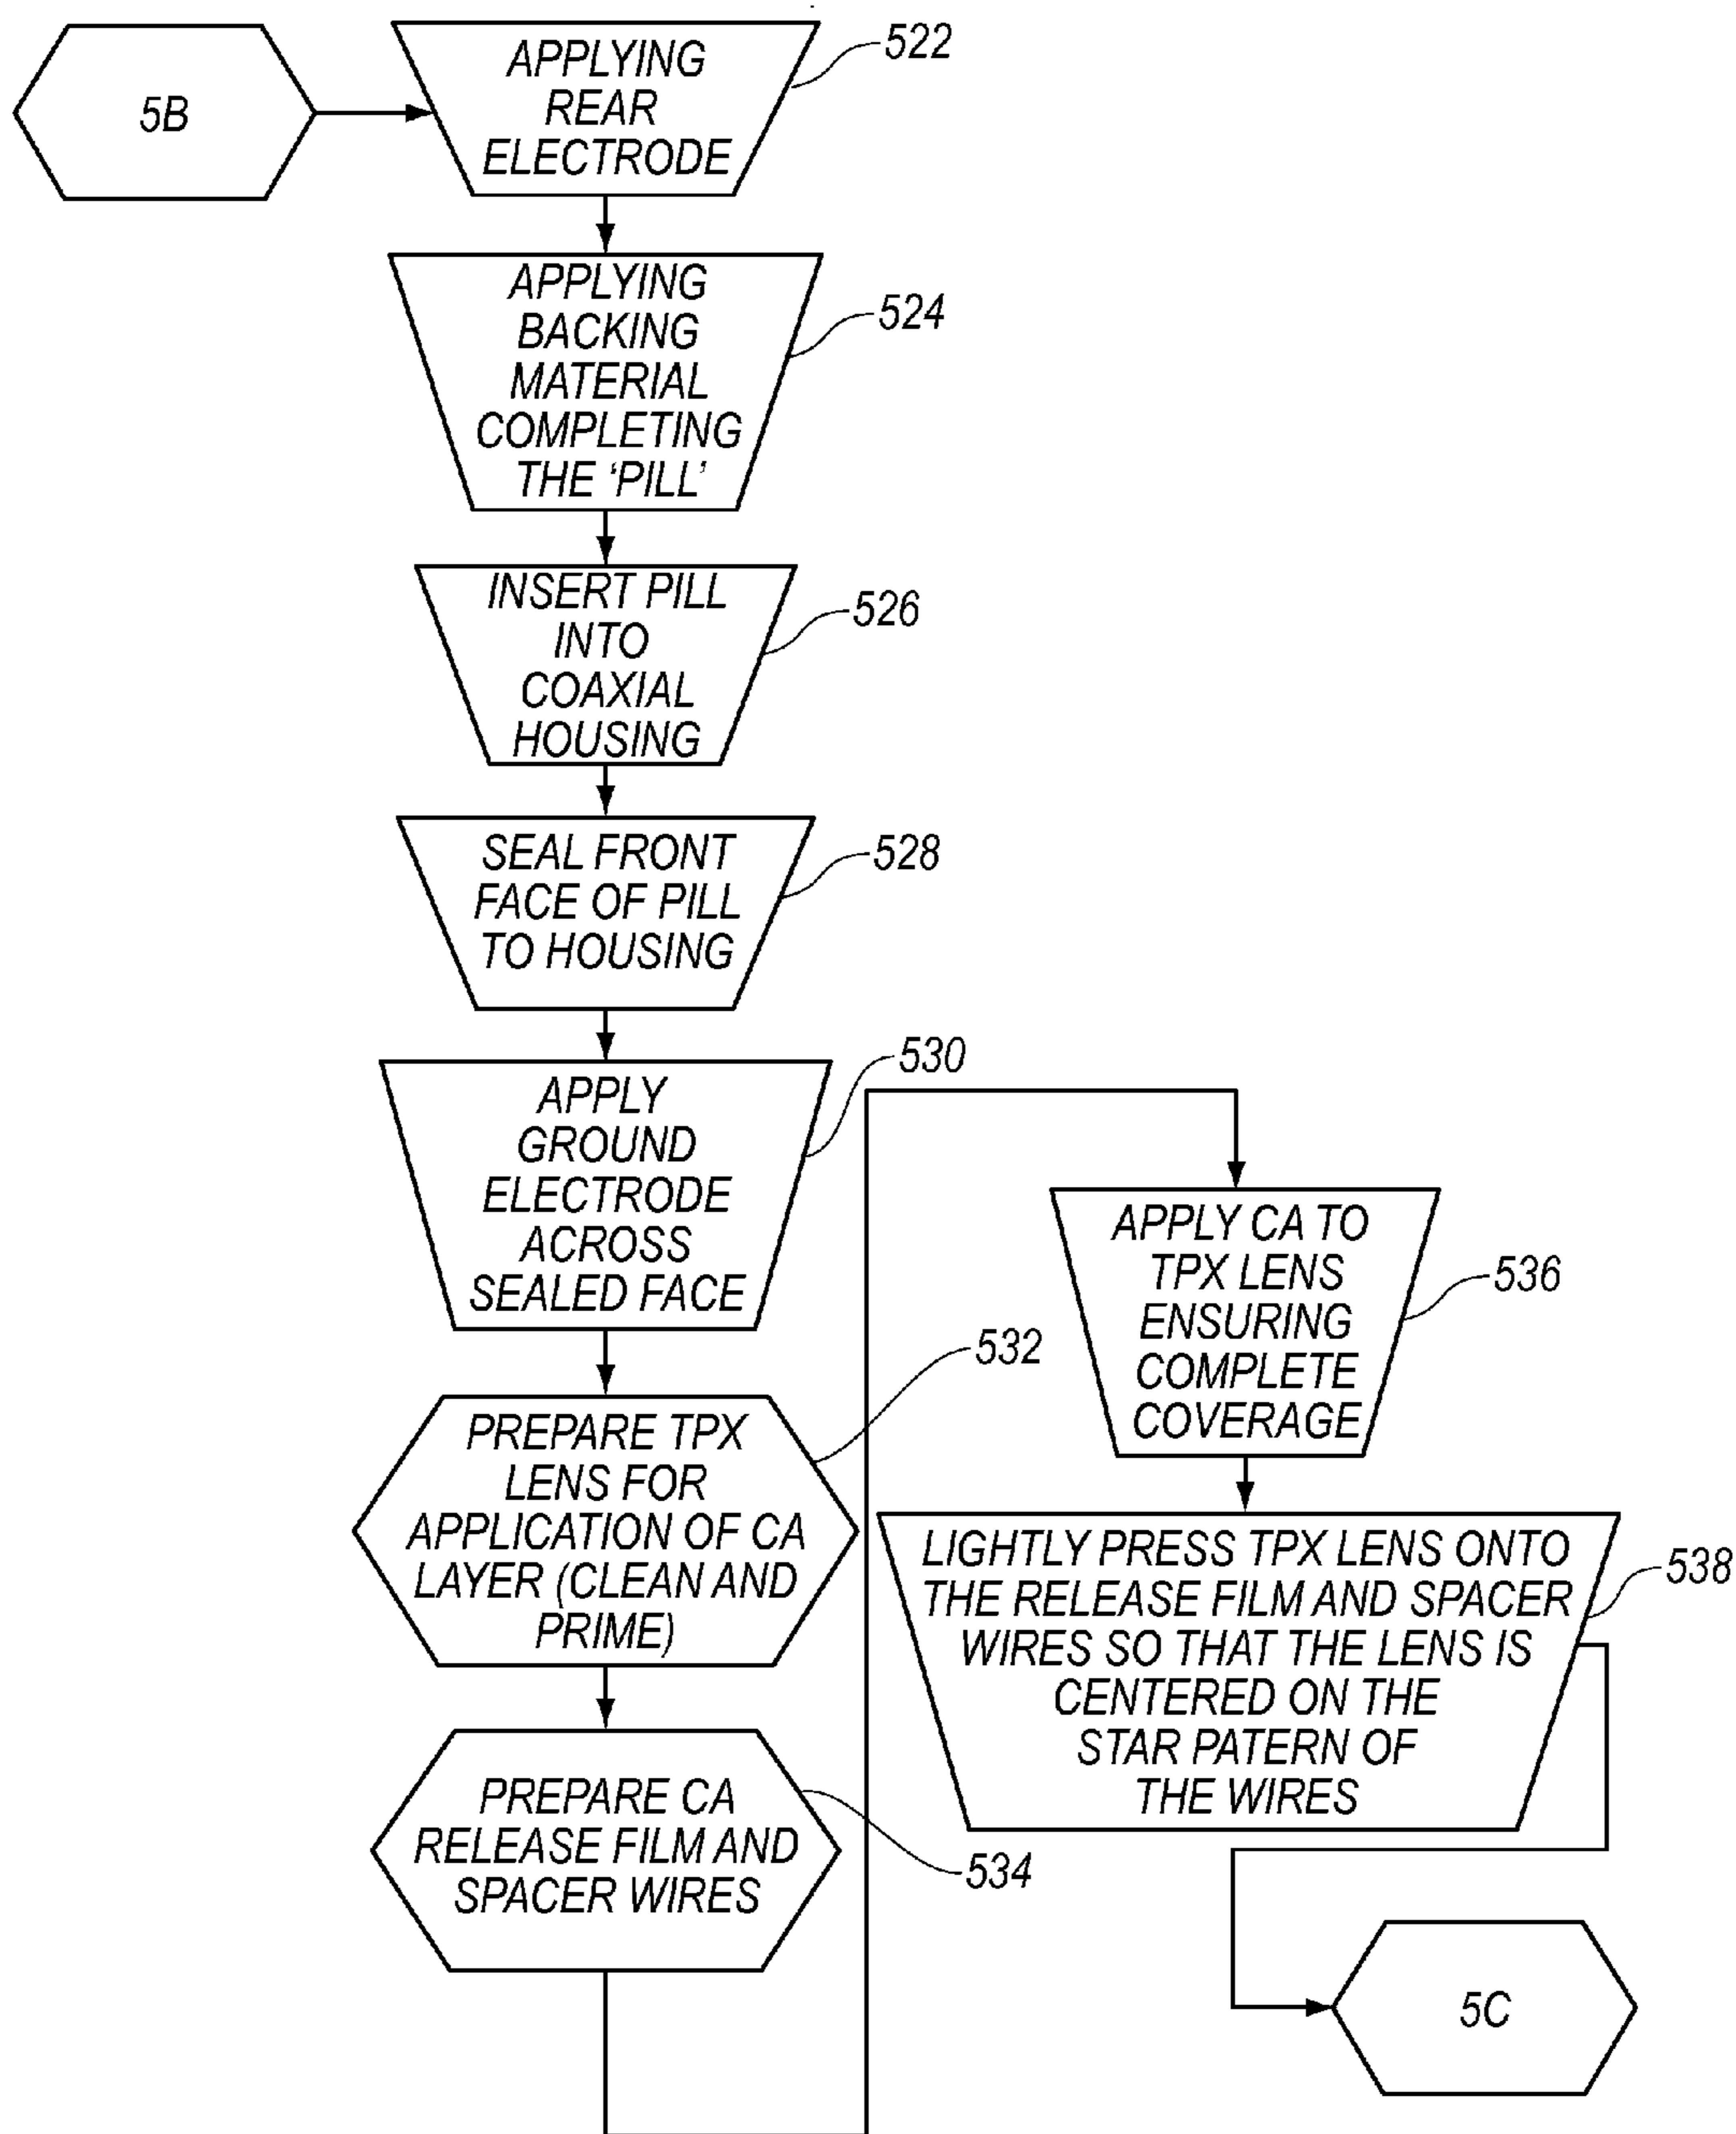 5B
APPLYING
REAR
ELECTRODE
522
APPLYING
BACKING
MATERIAL
COMPLETING
THE ‘PILL’
524
INSERT PILL
INTO
COAXIAL
HOUSING
526
SEAL FRONT
FACE OF PILL
TO HOUSING
528
APPLY
GROUND
ELECTRODE
ACROSS
SEALED FACE
530
PREPARE TPX
LENS FOR
APPLICATION OF CA
LAYER (CLEAN AND
PRIME)
532
PREPARE CA
RELEASE FILM AND
SPACER WIRES
534
APPLY CA TO
TPX LENS
ENSURING
COMPLETE
COVERAGE
536
LIGHTLY PRESS TPX LENS ONTO
THE RELEASE FILM AND SPACER
WIRES SO THAT THE LENS IS
CENTERED ON THE
STAR PATERN OF
THE WIRES
538
5C